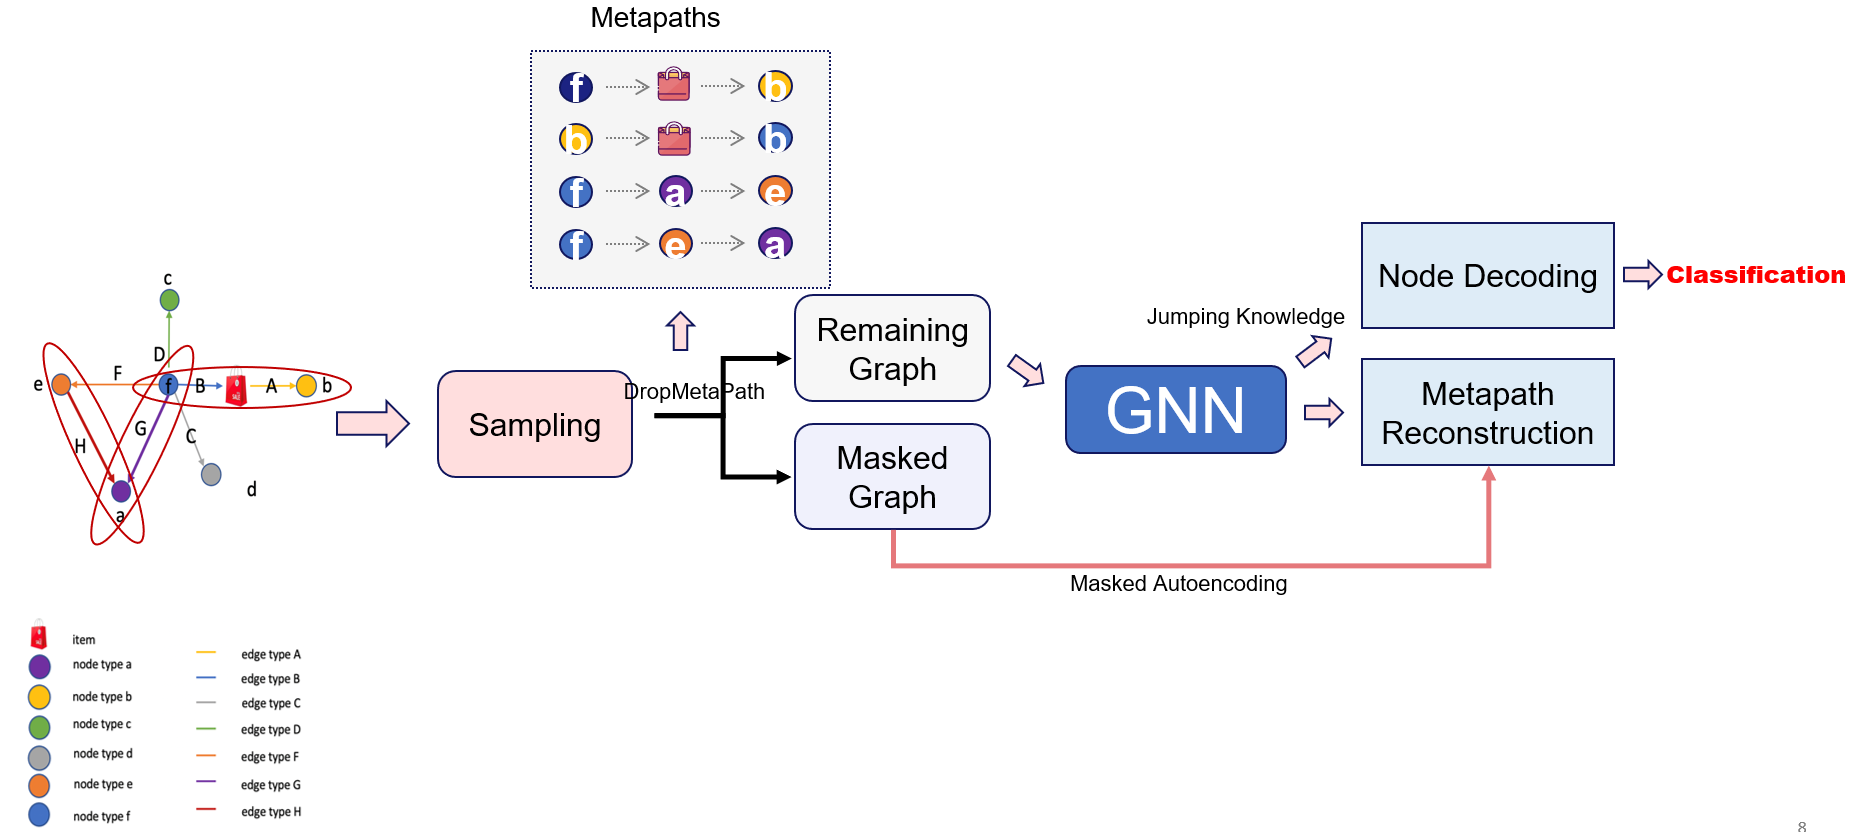 Metapaths
f b
b b
f a e
f e a
c
D
e F f B A b
G
H C
d
a
Sampling
DropMetaPath
Remaining
Graph
Masked
Graph
GNN
Jumping Knowledge
Node Decoding
Classification
Metapath
Reconstruction
Masked Autoencoding
item
node type a
node type b
node type c
node type d
node type e
node type f
edge type A
edge type B
edge type C
edge type D
edge type F
edge type G
edge type H
8